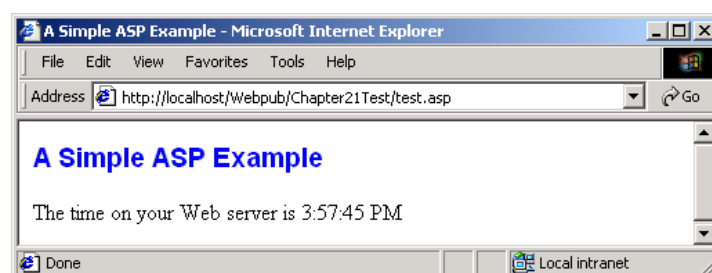 A Simple ASP Example - Microsoft Internet Explorer
File Edit View Favorites Tools Help
Address http://localhost/Webpub/Chapter21Test/test.asp Go
A Simple ASP Example
The time on your Web server is 3:57:45 PM
Done Local intranet